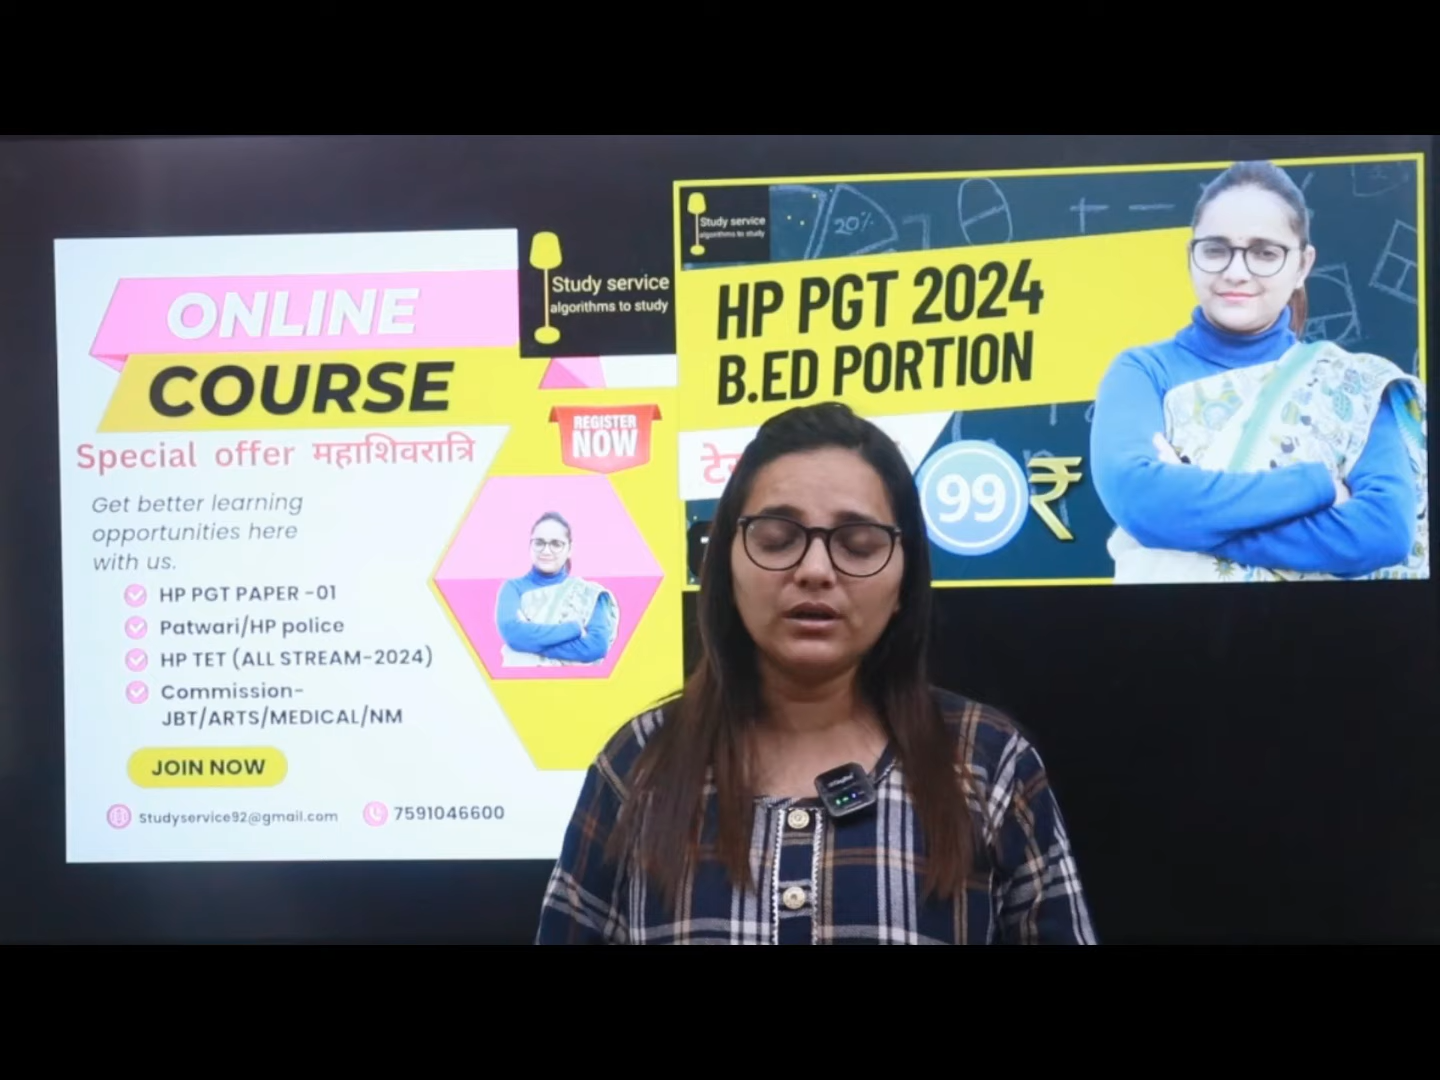 ONLINE
COURSE
Special offer महाशिवरात्रि
Get better learning
opportunities here
with us.
HP PGT PAPER -01
Patwari/HP police
HP TET (ALL STREAM-2024)
Commission-
JBT/ARTS/MEDICAL/NM
JOIN NOW
Studyservice92@gmail.com
7591046600
Study service
algorithms to study
REGISTER
NOW
Study service
algorithms to study
20%
HP PGT 2024
B.ED PORTION
99₹